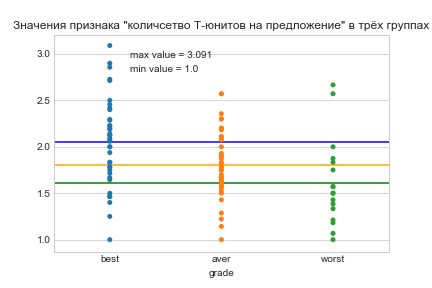 Значения признака "количсетво Т-юнитов на предложение" в трёх группах
max value = 3.091
min value = 1.0
3.0
2.5
2.0
1.5
1.0
best aver worst
grade